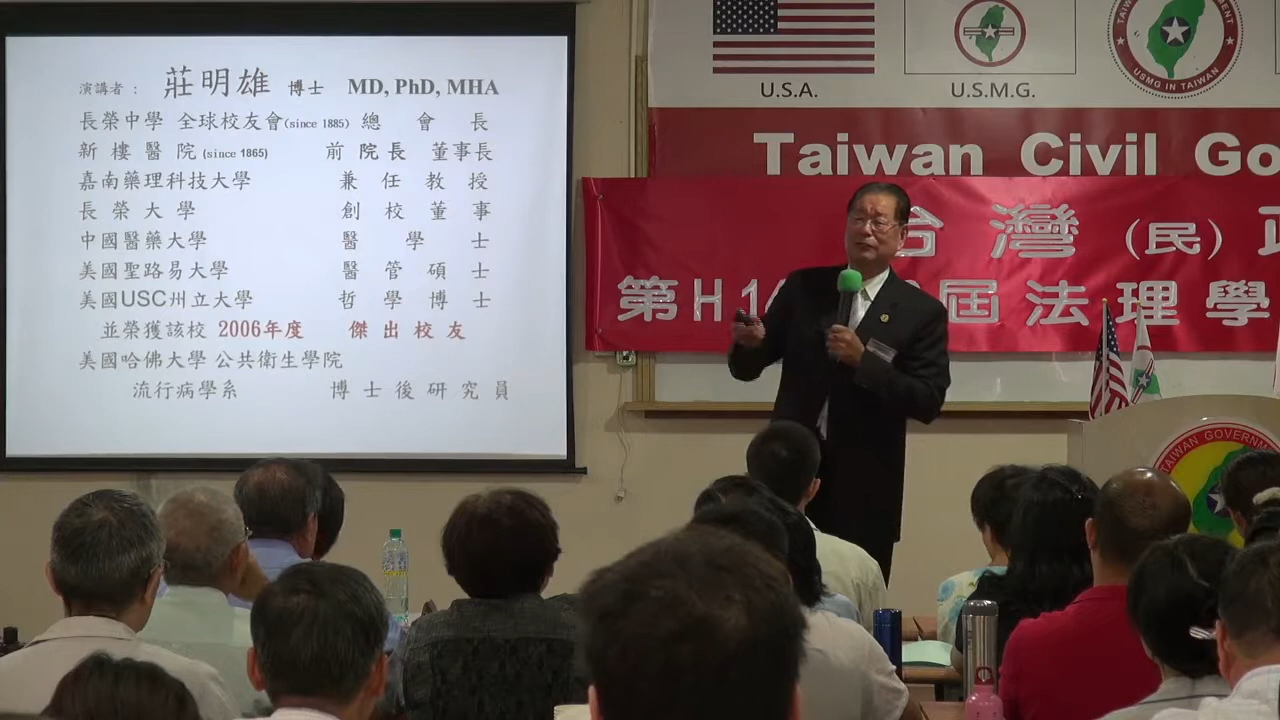 演講者： 莊明雄 博士 MD, PhD, MHA
長榮中學 全球校友會(since 1885) 總 會 長
新 樓 醫 院 (since 1865) 前 院長 董事長
嘉南藥理科技大學 兼 任 教 授
長 榮 大 學 創 校 董 事
中國醫藥大學 醫 學 士
美國聖路易大學 醫 管 碩 士
美國USC州立大學 哲 學 博 士
並榮獲該校 2006年度 傑 出 校 友
美國哈佛大學 公共衛生學院
流行病學系 博 士 後 研 究 員
U.S.A.
U.S.M.G.
USMG IN TAIWAN
Taiwan Civil Go
台 灣 （民）
第H1 屆 法 理 學
TAIWAN GOVERNM